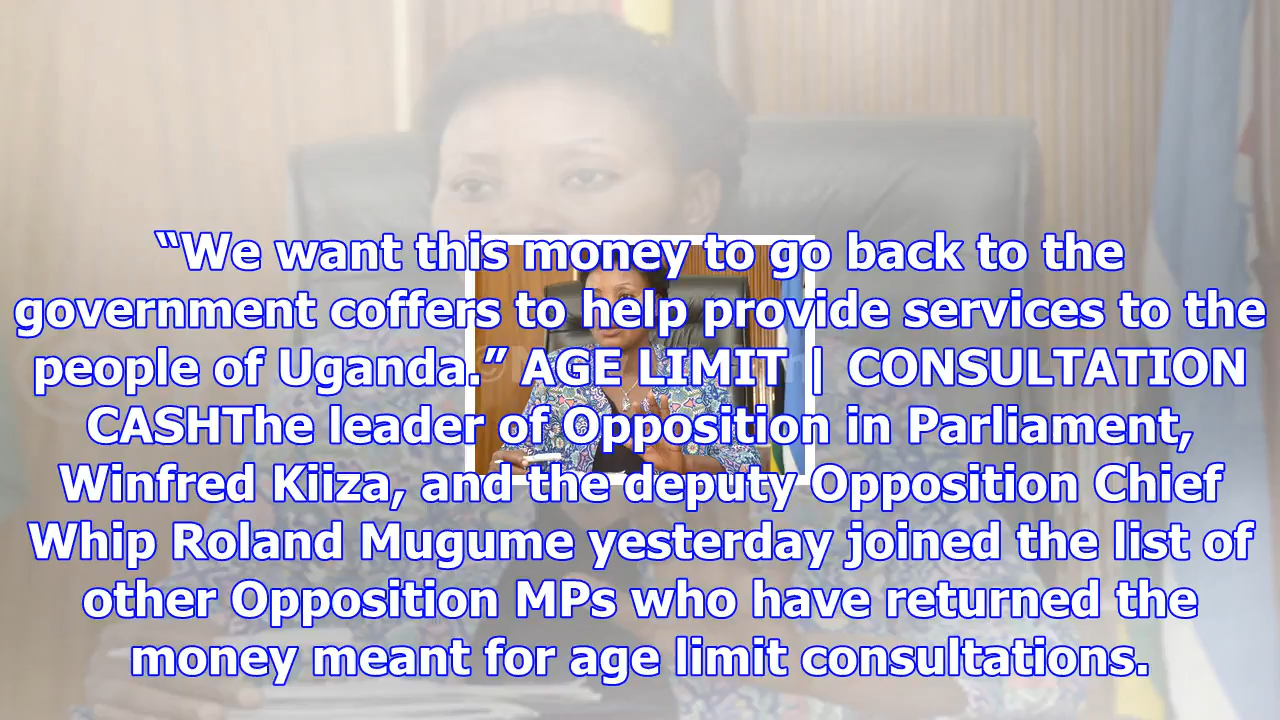 “We want this money to go back to the
government coffers to help provide services to the
people of Uganda.” AGE LIMIT | CONSULTATION
CASHThe leader of Opposition in Parliament,
Winfred Kiiza, and the deputy Opposition Chief
Whip Roland Mugume yesterday joined the list of
other Opposition MPs who have returned the
money meant for age limit consultations.